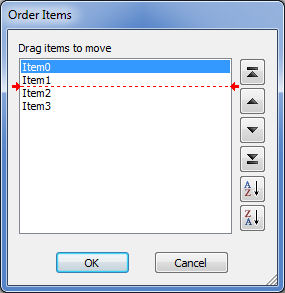 Order Items
Drag items to move
Item0
Item1
Item2
Item3
A
Z
Z
A
OK
Cancel